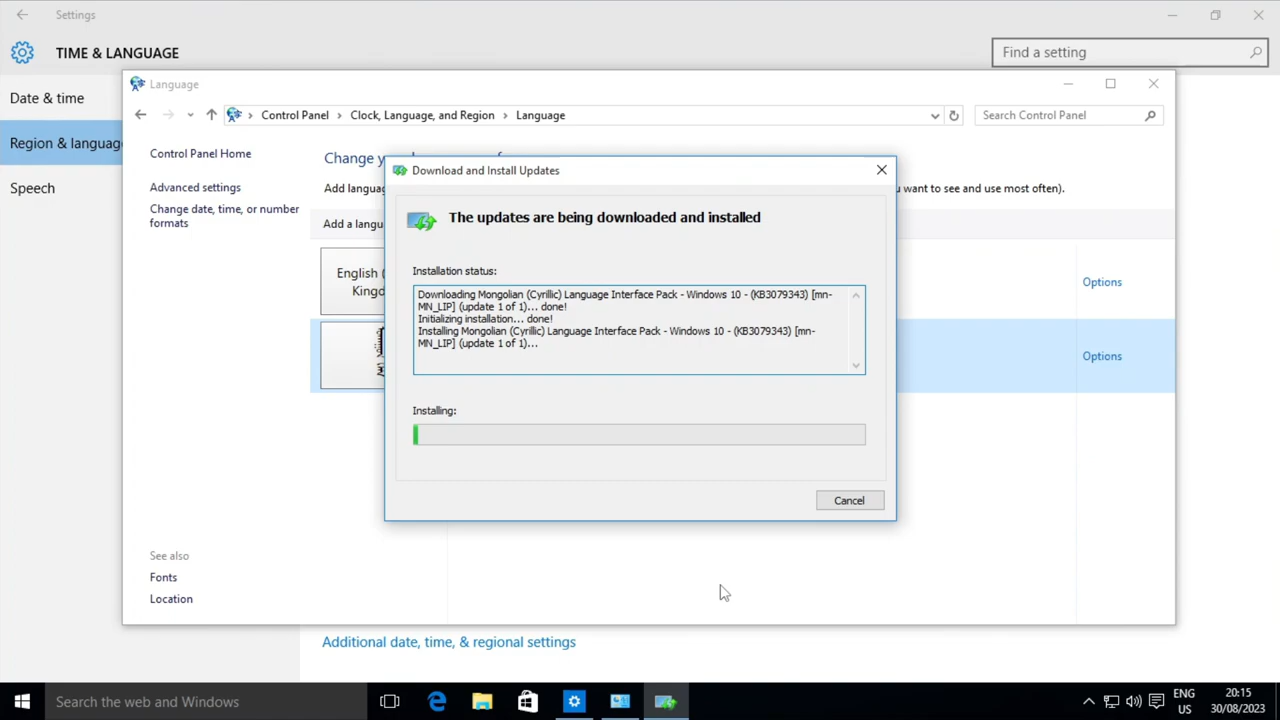 Settings
TIME & LANGUAGE
Find a setting
Date & time
Region & languag
Speech
Language
Control Panel
Clock, Language, and Region
Language
Search Control Panel
Control Panel Home
Advanced settings
Change date, time, or number
formats
See also
Fonts
Location
Change y
Add langua
want to see and use most often).
Add a langu
English (
Kingd
Options
Options
Download and Install Updates
The updates are being downloaded and installed
Installation status:
Downloading Mongolian (Cyrillic) Language Interface Pack - Windows 10 - (KB3079343) [mn-
MN_LIP] (update 1 of 1)... done!
Initializing installation... done!
Installing Mongolian (Cyrillic) Language Interface Pack - Windows 10 - (KB3079343) [mn-
MN_LIP] (update 1 of 1)...
Installing:
Cancel
Additional date, time, & regional settings
Search the web and Windows
ENG
US
20:15
30/08/2023